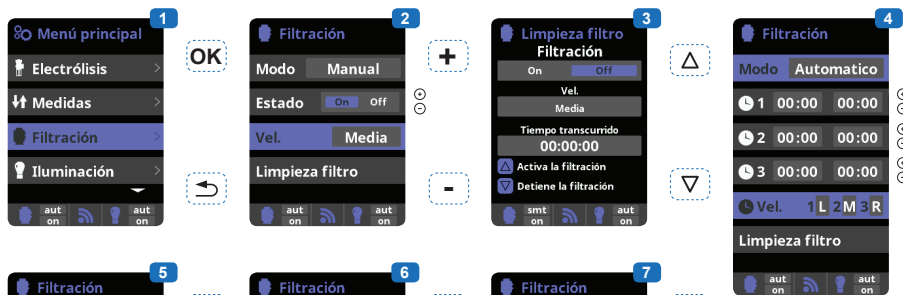 1
Menú principal
Electrólisis
Medidas
Filtración
Iluminación
aut
on
aut
on
OK
2
Filtración
Modo Manual
Estado On Off
Vel. Media
Limpieza filtro
aut
on
aut
on
+
-
3
Limpieza filtro
Filtración
On Off
Vel.
Media
Tiempo transcurrido
00:00:00
Activa la filtración
Detiene la filtración
smt
on
aut
on
4
Filtración
Modo Automatico
1 00:00 00:00
2 00:00 00:00
3 00:00 00:00
Vel. 1 L 2 M 3 R
Limpieza filtro
aut
on
aut
on
5
Filtración
6
Filtración
7
Filtración